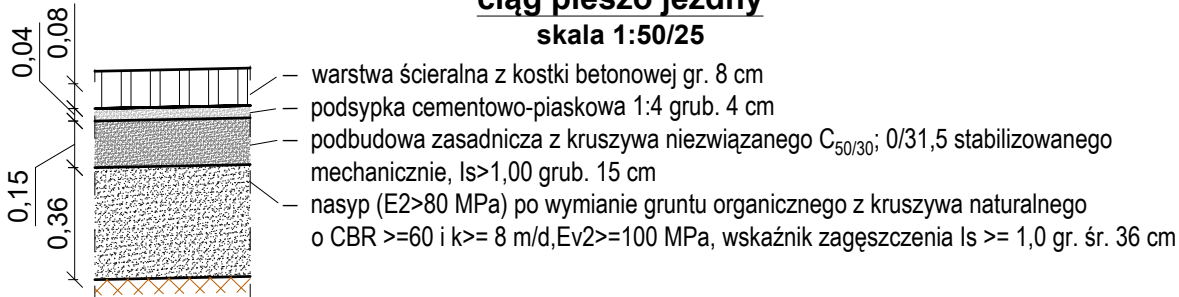 ciąg pieszo jezdny
skala 1:50/25
0,08
0,04
0,15
0,36
— warstwa ścieralna z kostki betonowej gr. 8 cm
— podsypka cementowo-piaskowa 1:4 grub. 4 cm
— podbudowa zasadnicza z kruszywa niezwiązanego C50/30; 0/31,5 stabilizowanego
mechanicznie, Is>1,00 grub. 15 cm
— nasyp (E2>80 MPa) po wymianie gruntu organicznego z kruszywa naturalnego
o CBR >=60 i k>= 8 m/d,Ev2>=100 MPa, wskaźnik zagęszczenia Is >= 1,0 gr. śr. 36 cm